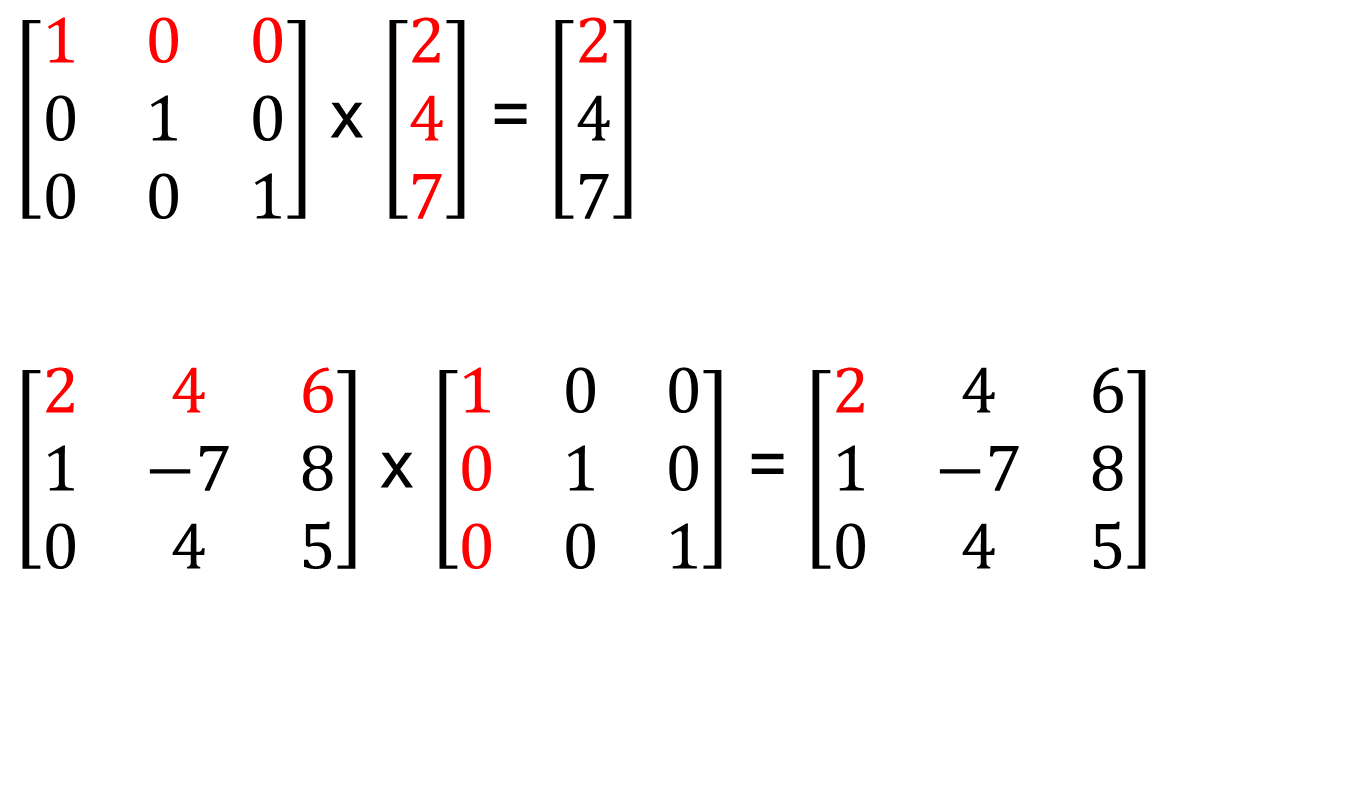 [1 0 0] [2] [2]
[0 1 0] x [4] = [4]
[0 0 1] [7] [7]
[2 4 6] [1 0 0] [2 4 6]
[1 −7 8] x [0 1 0] = [1 −7 8]
[0 4 5] [0 0 1] [0 4 5]